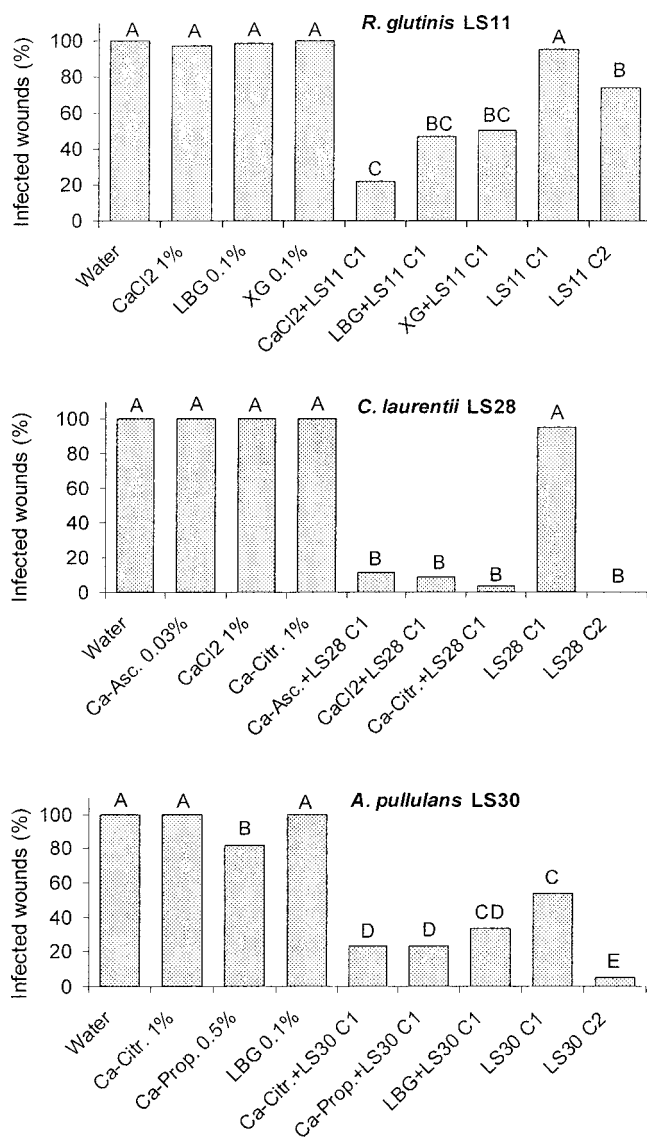 R. glutinis LS11
Infected wounds (%)
100
80
60
40
20
0
A
A
A
A
C
BC
BC
A
B
Water
CaCl2 1%
LBG 0.1%
XG 0.1%
CaCl2+LS11 C1
LBG+LS11 C1
XG+LS11 C1
LS11 C1
LS11 C2
C. laurentii LS28
Infected wounds (%)
100
80
60
40
20
0
A
A
A
A
B
B
B
A
B
Water
Ca-Asc. 0.03%
CaCl2 1%
Ca-Citr. 1%
Ca-Asc.+LS28 C1
CaCl2+LS28 C1
Ca-Citr.+LS28 C1
LS28 C1
LS28 C2
A. pullulans LS30
Infected wounds (%)
100
80
60
40
20
0
A
A
B
A
D
D
CD
C
E
Water
Ca-Citr. 1%
Ca-Prop. 0.5%
LBG 0.1%
Ca-Citr.+LS30 C1
Ca-Prop.+LS30 C1
LBG+LS30 C1
LS30 C1
LS30 C2